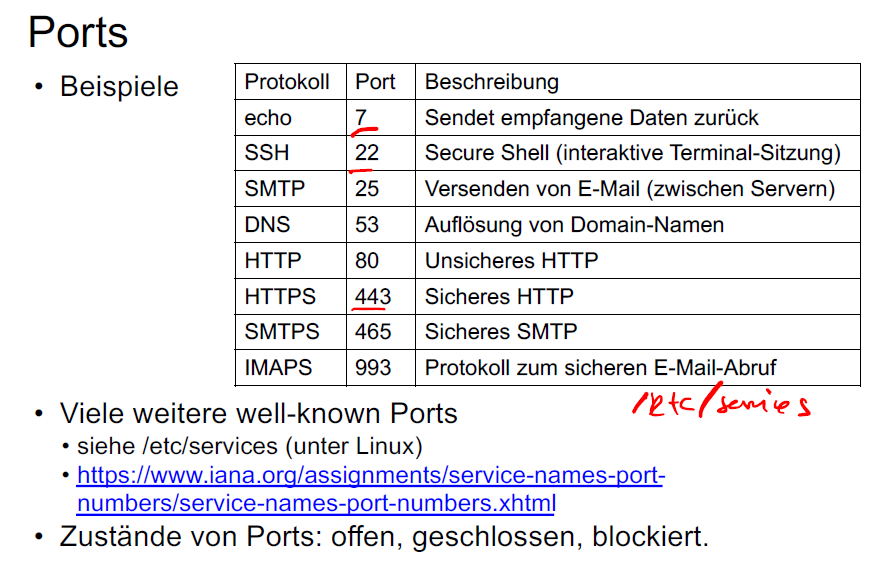 Ports
• Beispiele
Protokoll Port Beschreibung
echo 7 Sendet empfangene Daten zurück
SSH 22 Secure Shell (interaktive Terminal-Sitzung)
SMTP 25 Versenden von E-Mail (zwischen Servern)
DNS 53 Auflösung von Domain-Namen
HTTP 80 Unsicheres HTTP
HTTPS 443 Sicheres HTTP
SMTPS 465 Sicheres SMTP
IMAPS 993 Protokoll zum sicheren E-Mail-Abruf
/etc/services
• Viele weitere well-known Ports
• siehe /etc/services (unter Linux)
• https://www.iana.org/assignments/service-names-port-
numbers/service-names-port-numbers.xhtml
• Zustände von Ports: offen, geschlossen, blockiert.